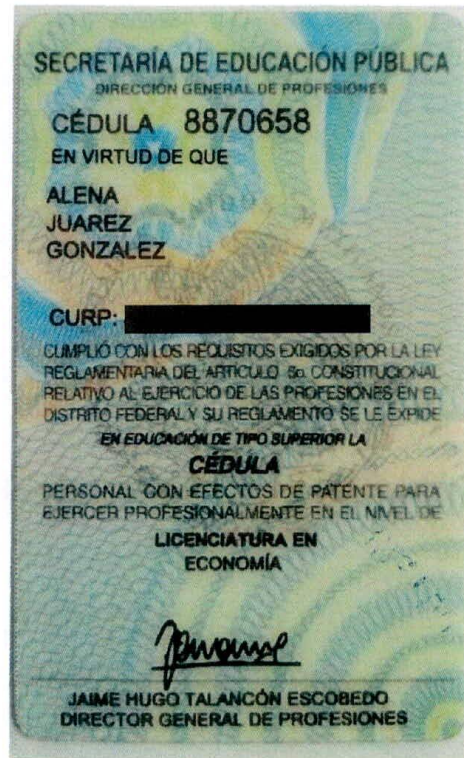 SECRETARÍA DE EDUCACIÓN PÚBLICA
DIRECCIÓN GENERAL DE PROFESIONES
CÉDULA 8870658
EN VIRTUD DE QUE
ALENA
JUAREZ
GONZALEZ
CURP:
CUMPLIÓ CON LOS REQUISITOS EXIGIDOS POR LA LEY
REGLAMENTARIA DEL ARTÍCULO 5o. CONSTITUCIONAL
RELATIVO AL EJERCICIO DE LAS PROFESIONES EN EL
DISTRITO FEDERAL Y SU REGLAMENTO SE LE EXPIDE
EN EDUCACIÓN DE TIPO SUPERIOR LA
CÉDULA
PERSONAL CON EFECTOS DE PATENTE PARA
EJERCER PROFESIONALMENTE EN EL NIVEL DE
LICENCIATURA EN
ECONOMÍA
JAIME HUGO TALANCÓN ESCOBEDO
DIRECTOR GENERAL DE PROFESIONES